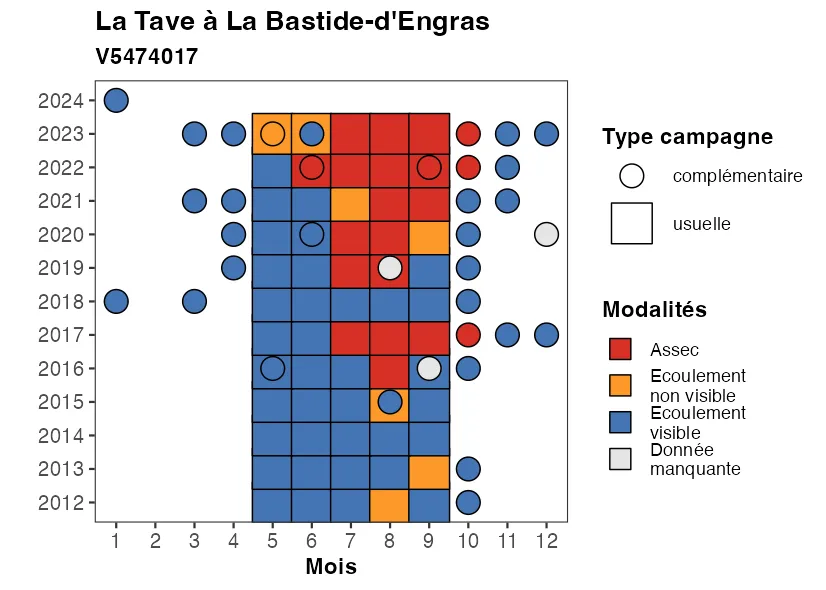 La Tave à La Bastide-d'Engras
V5474017
2024
2023
2022
2021
2020
2019
2018
2017
2016
2015
2014
2013
2012
1 2 3 4 5 6 7 8 9 10 11 12
Mois
Type campagne
complémentaire
usuelle
Modalités
Assec
Ecoulement
non visible
Ecoulement
visible
Donnée
manquante